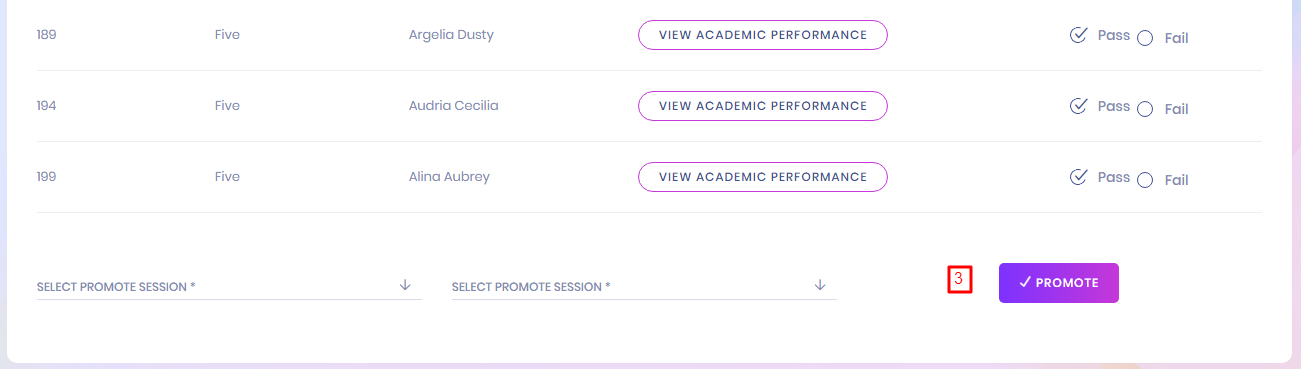 189 Five Argelia Dusty VIEW ACADEMIC PERFORMANCE Pass Fail
194 Five Audria Cecilia VIEW ACADEMIC PERFORMANCE Pass Fail
199 Five Alina Aubrey VIEW ACADEMIC PERFORMANCE Pass Fail
SELECT PROMOTE SESSION * SELECT PROMOTE SESSION * 3 PROMOTE